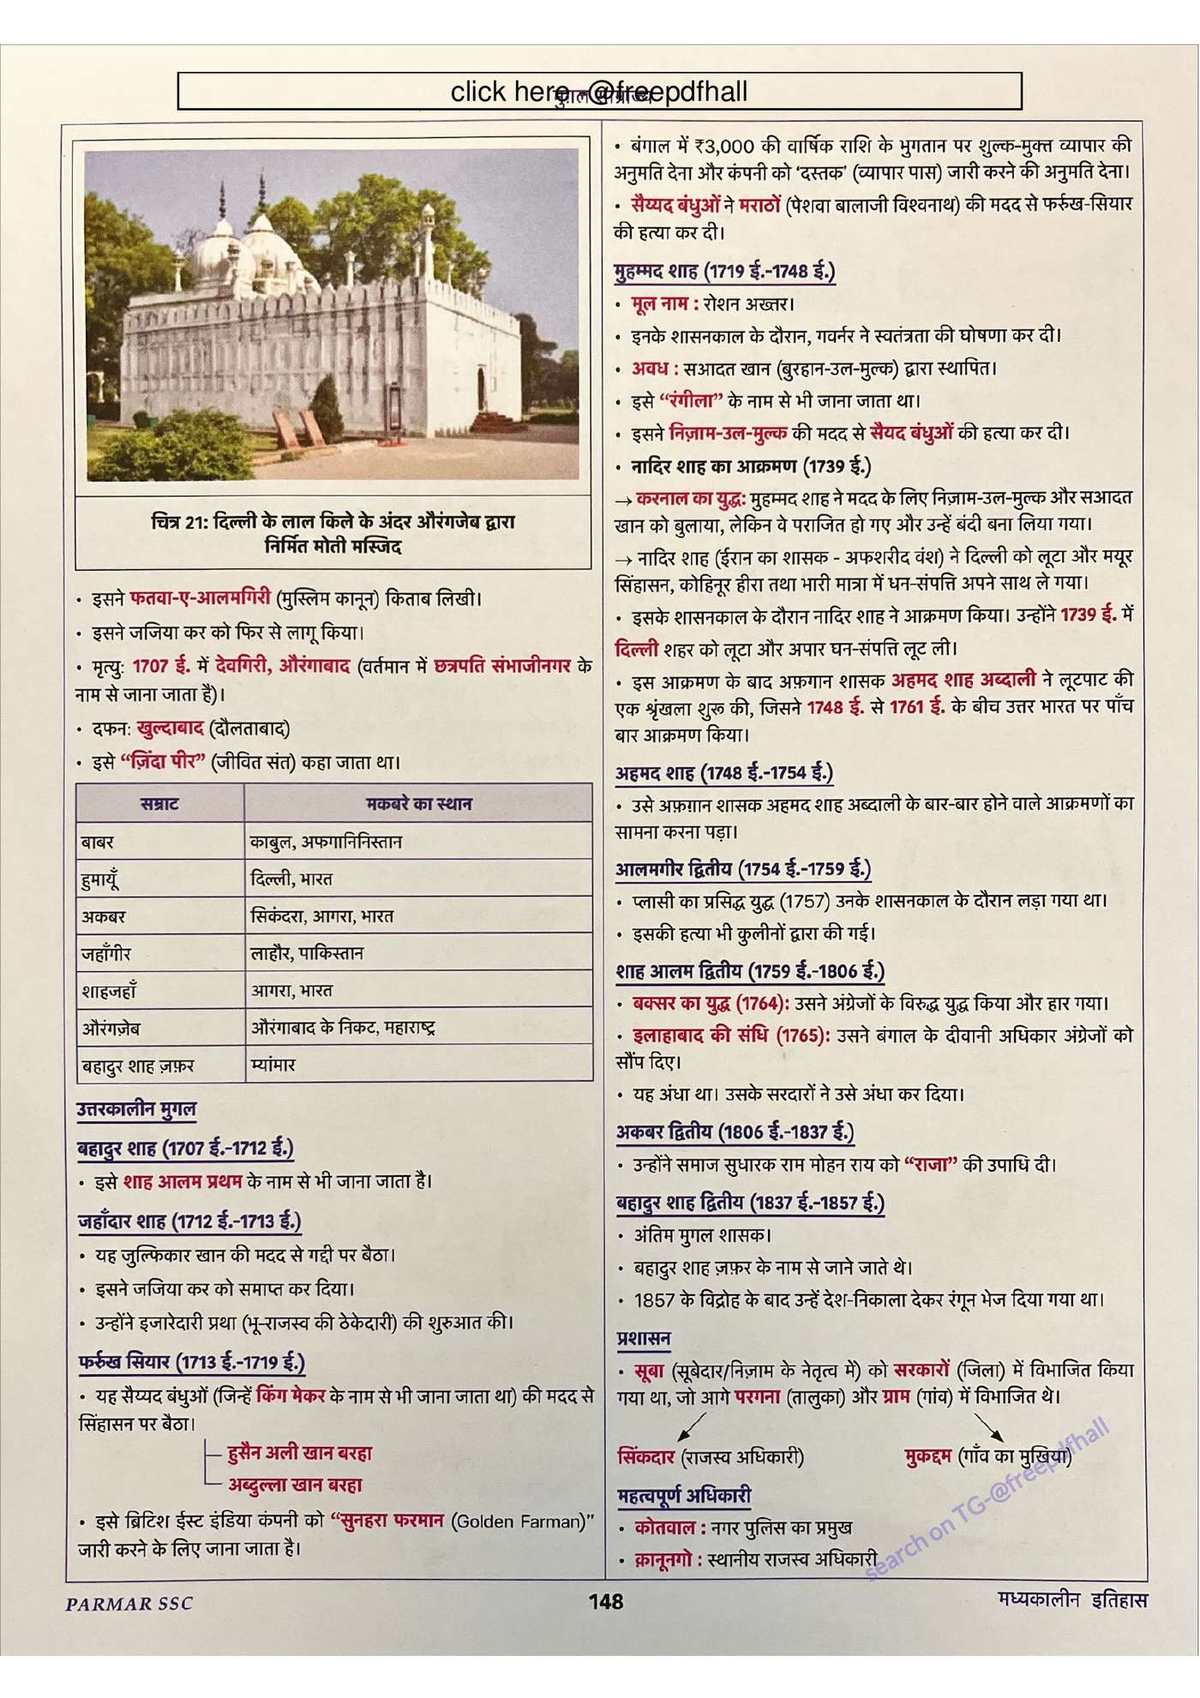 click here - @freepdfhall
मुग़ल साम्राज्य
चित्र 21: दिल्ली के लाल किले के अंदर औरंगजेब द्वारा
निर्मित मोती मस्जिद
• इसने फतवा-ए-आलमगिरी (मुस्लिम कानून) किताब लिखी।
• इसने जजिया कर को फिर से लागू किया।
• मृत्यु: 1707 ई. में देवगिरी, औरंगाबाद (वर्तमान में छत्रपति संभाजीनगर के
नाम से जाना जाता है)।
• दफन: खुल्दाबाद (दौलताबाद)
• इसे “ज़िंदा पीर” (जीवित संत) कहा जाता था।
सम्राट मकबरे का स्थान
बाबर काबुल, अफगानिनिस्तान
हुमायूँ दिल्ली, भारत
अकबर सिकंदरा, आगरा, भारत
जहाँगीर लाहौर, पाकिस्तान
शाहजहाँ आगरा, भारत
औरंगज़ेब औरंगाबाद के निकट, महाराष्ट्र
बहादुर शाह ज़फ़र म्यांमार
उत्तरकालीन मुगल
बहादुर शाह (1707 ई.-1712 ई.)
• इसे शाह आलम प्रथम के नाम से भी जाना जाता है।
जहाँदार शाह (1712 ई.-1713 ई.)
• यह जुल्फिकार खान की मदद से गद्दी पर बैठा।
• इसने जजिया कर को समाप्त कर दिया।
• उन्होंने इजारेदारी प्रथा (भू-राजस्व की ठेकेदारी) की शुरुआत की।
फर्रुख सियार (1713 ई.-1719 ई.)
• यह सैय्यद बंधुओं (जिन्हें किंग मेकर के नाम से भी जाना जाता था) की मदद से
सिंहासन पर बैठा।
हुसैन अली खान बरहा
अब्दुल्ला खान बरहा
• इसे ब्रिटिश ईस्ट इंडिया कंपनी को “सुनहरा फरमान (Golden Farman)”
जारी करने के लिए जाना जाता है।
• बंगाल में ₹3,000 की वार्षिक राशि के भुगतान पर शुल्क-मुक्त व्यापार की
अनुमति देना और कंपनी को ‘दस्तक’ (व्यापार पास) जारी करने की अनुमति देना।
• सैय्यद बंधुओं ने मराठों (पेशवा बालाजी विश्वनाथ) की मदद से फर्रुख-सियार
की हत्या कर दी।
मुहम्मद शाह (1719 ई.-1748 ई.)
• मूल नाम : रोशन अख्तर।
• इनके शासनकाल के दौरान, गवर्नर ने स्वतंत्रता की घोषणा कर दी।
• अवध : सआदत खान (बुरहान-उल-मुल्क) द्वारा स्थापित।
• इसे “रंगीला” के नाम से भी जाना जाता था।
• इसने निज़ाम-उल-मुल्क की मदद से सैयद बंधुओं की हत्या कर दी।
• नादिर शाह का आक्रमण (1739 ई.)
→ करनाल का युद्ध: मुहम्मद शाह ने मदद के लिए निज़ाम-उल-मुल्क और सआदत
खान को बुलाया, लेकिन वे पराजित हो गए और उन्हें बंदी बना लिया गया।
→ नादिर शाह (ईरान का शासक - अफशरीद वंश) ने दिल्ली को लूटा और मयूर
सिंहासन, कोहिनूर हीरा तथा भारी मात्रा में धन-संपत्ति अपने साथ ले गया।
• इसके शासनकाल के दौरान नादिर शाह ने आक्रमण किया। उन्होंने 1739 ई. में
दिल्ली शहर को लूटा और अपार घन-संपत्ति लूट ली।
• इस आक्रमण के बाद अफ़गान शासक अहमद शाह अब्दाली ने लूटपाट की
एक श्रृंखला शुरू की, जिसने 1748 ई. से 1761 ई. के बीच उत्तर भारत पर पाँच
बार आक्रमण किया।
अहमद शाह (1748 ई.-1754 ई.)
• उसे अफ़ग़ान शासक अहमद शाह अब्दाली के बार-बार होने वाले आक्रमणों का
सामना करना पड़ा।
आलमगीर द्वितीय (1754 ई.-1759 ई.)
• प्लासी का प्रसिद्ध युद्ध (1757) उनके शासनकाल के दौरान लड़ा गया था।
• इसकी हत्या भी कुलीनों द्वारा की गई।
शाह आलम द्वितीय (1759 ई.-1806 ई.)
• बक्सर का युद्ध (1764): उसने अंग्रेजों के विरुद्ध युद्ध किया और हार गया।
• इलाहाबाद की संधि (1765): उसने बंगाल के दीवानी अधिकार अंग्रेजों को
सौंप दिए।
• यह अंधा था। उसके सरदारों ने उसे अंधा कर दिया।
अकबर द्वितीय (1806 ई.-1837 ई.)
• उन्होंने समाज सुधारक राम मोहन राय को “राजा” की उपाधि दी।
बहादुर शाह द्वितीय (1837 ई.-1857 ई.)
• अंतिम मुगल शासक।
• बहादुर शाह ज़फ़र के नाम से जाने जाते थे।
• 1857 के विद्रोह के बाद उन्हें देश-निकाला देकर रंगून भेज दिया गया था।
प्रशासन
• सूबा (सूबेदार/निज़ाम के नेतृत्व में) को सरकारों (जिला) में विभाजित किया
गया था, जो आगे परगना (तालुका) और ग्राम (गांव) में विभाजित थे।
सिंकदार (राजस्व अधिकारी) मुकद्दम (गाँव का मुखिया)
महत्वपूर्ण अधिकारी
• कोतवाल : नगर पुलिस का प्रमुख
• क़ानूनगो : स्थानीय राजस्व अधिकारी
search on TG-@freepdfhall
PARMAR SSC 148 मध्यकालीन इतिहास